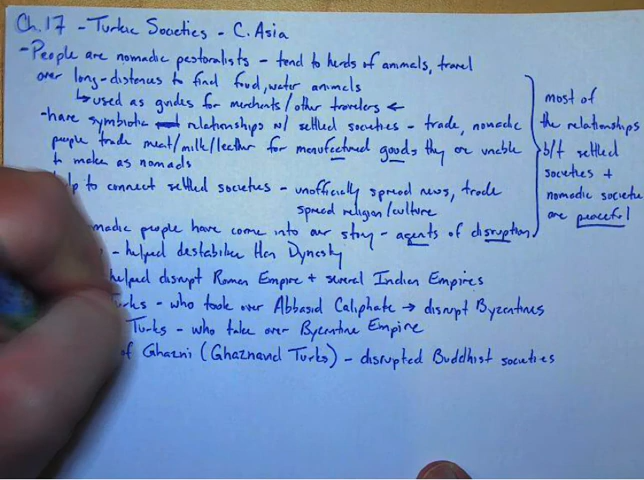 Ch. 17 - Turkic Societies - C. Asia
- People are nomadic pastoralists - tend to herds of animals, travel
over long-distances to find food, water animals
↳ used as guides for merchants/other travelers ←
- have symbiotic relationships w/ settled societies - trade, nomadic
people trade meat/milk/leather for manufactured goods they are unable
to make as nomads
to connect settled societies - unofficially spread news, trade
spread religion/culture
people have come into our story - agents of disruption
- helped destabilize Han Dynasty
helped disrupt Roman Empire + several Indian Empires
Turks - who took over Abbasid Caliphate → disrupt Byzantines
Turks - who take over Byzantine Empire
of Ghazni (Ghaznavid Turks) - disrupted Buddhist societies
most of
the relationships
b/t settled
societies +
nomadic societie
are peaceful